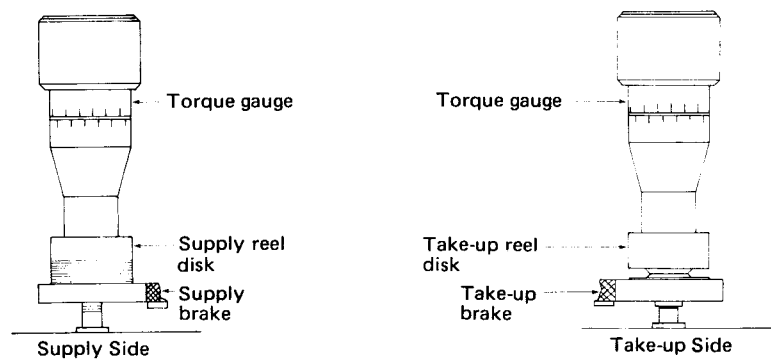 Torque gauge
Supply reel
disk
Supply
brake
Supply Side
Torque gauge
Take-up reel
disk
Take-up
brake
Take-up Side